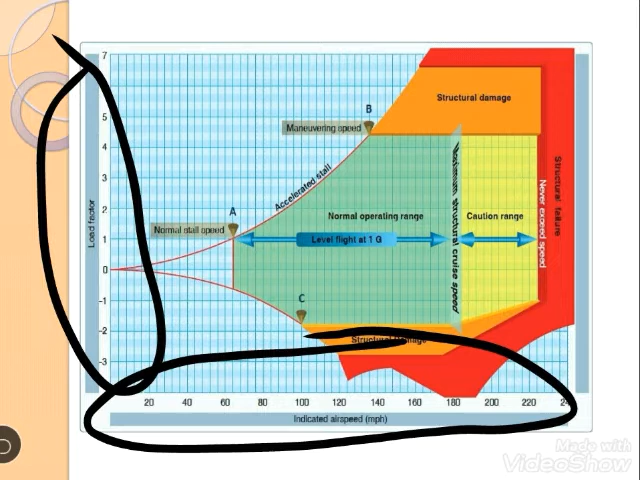 7
Structural damage
5
B
Maneuvering speed
4
Accelerated stall
3
Load factor
2
A
Normal stall speed
Normal operating range
Caution range
1
Level flight at 1 G
Maximum structural cruise speed
Never exceed speed
Structural failure
0
-1
C
-2
Structural damage
-3
20 40 60 80 100 120 140 160 180 200 220
Indicated airspeed (mph)
Made with
VideoShow